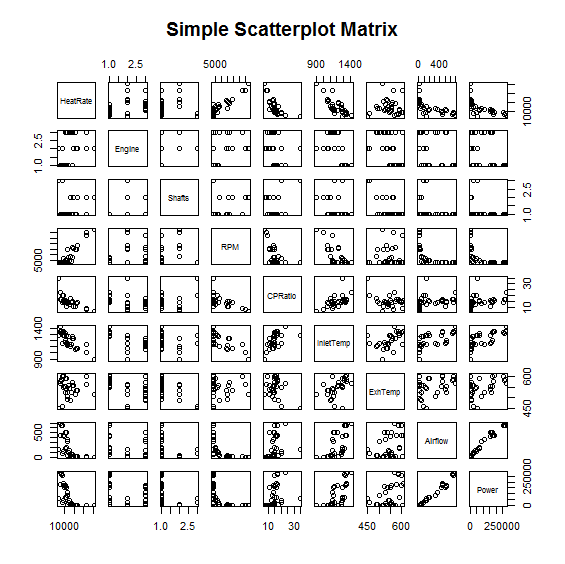 Simple Scatterplot Matrix
1.0 2.5
5000
900 1400
0 400
HeatRate
10000
1.0 2.5
Engine
Shafts
1.0 2.5
5000
RPM
CPRatio
10 30
900 1400
InletTemp
ExhTemp
450 600
0 500
Airflow
Power
0 250000
10000
1.0 2.5
10 30
450 600
0 250000